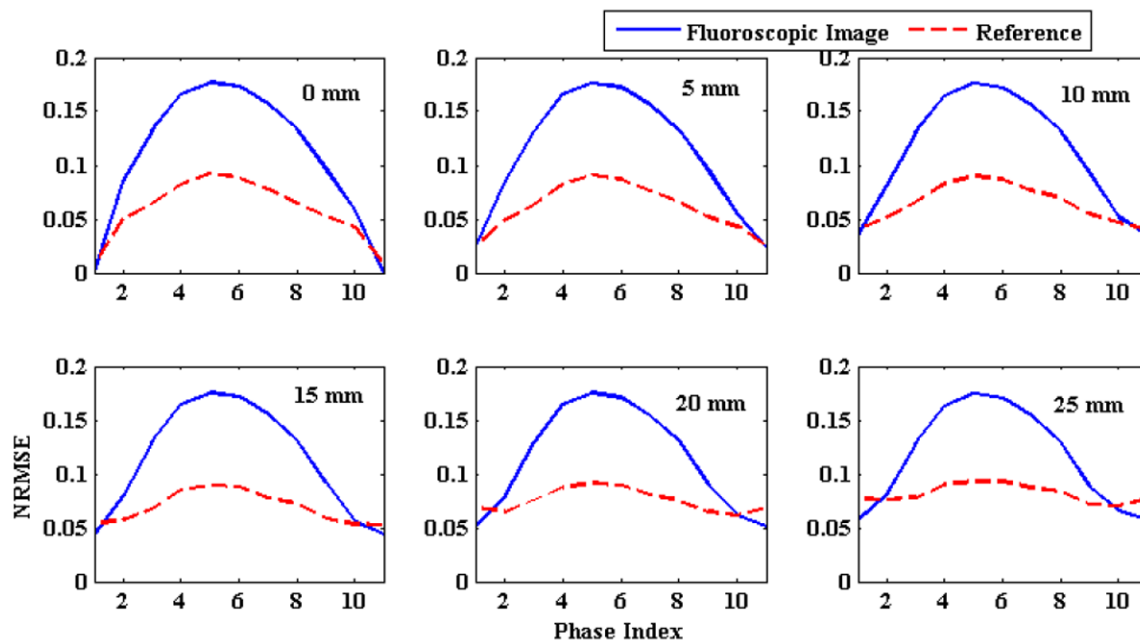 Fluoroscopic Image Reference
0.2 0.2 0.2
0 mm 5 mm 10 mm
0.15 0.15 0.15
0.1 0.1 0.1
0.05 0.05 0.05
0 0 0
2 4 6 8 10 2 4 6 8 10 2 4 6 8 10
0.2 0.2 0.2
15 mm 20 mm 25 mm
0.15 0.15 0.15
0.1 0.1 0.1
NRMSE
0.05 0.05 0.05
0 0 0
2 4 6 8 10 2 4 6 8 10 2 4 6 8 10
Phase Index